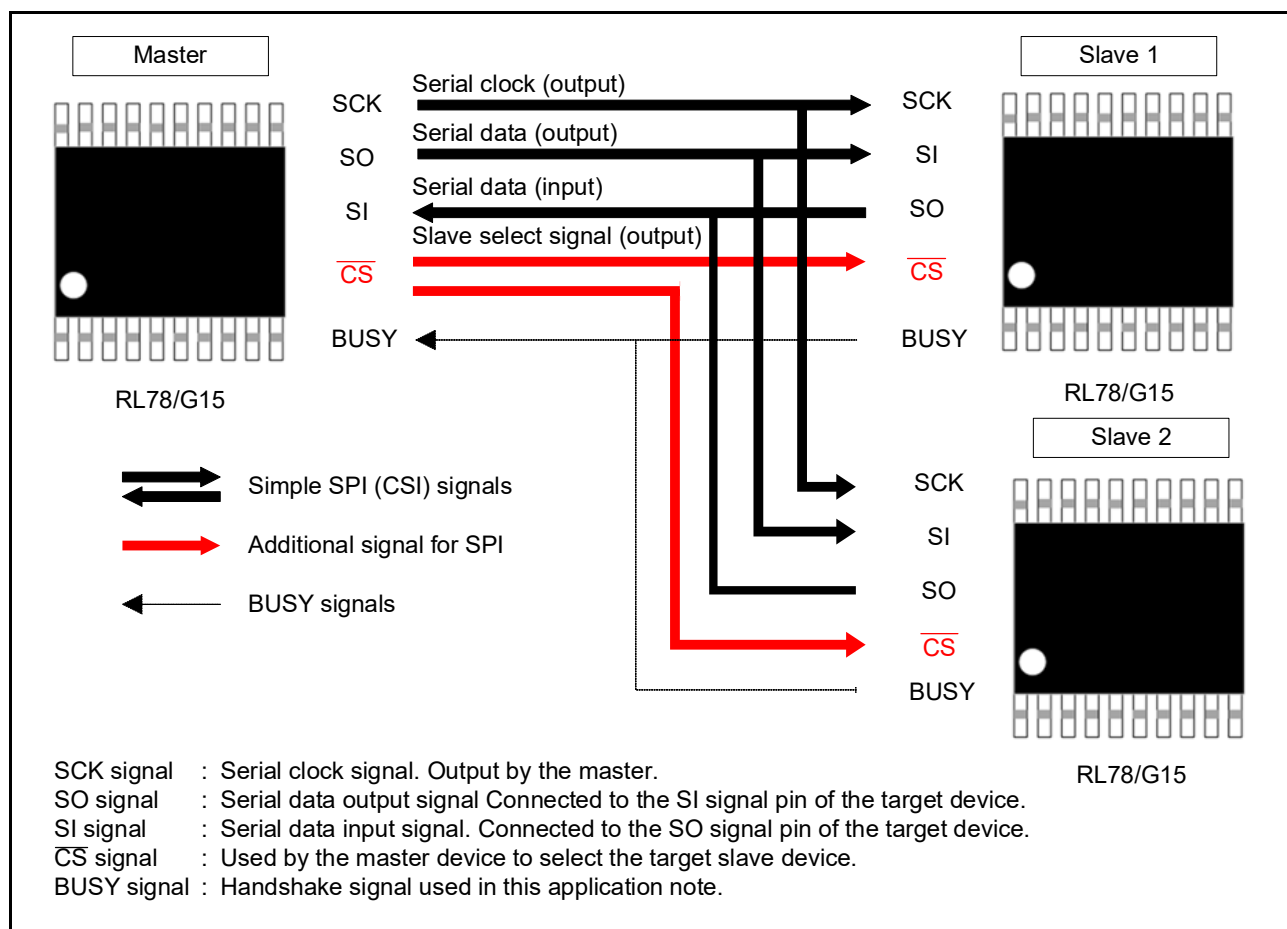 Master
Slave 1
Serial clock (output)
SCK
SCK
Serial data (output)
SO
SI
Serial data (input)
SI
SO
Slave select signal (output)
CS
CS
BUSY
BUSY
RL78/G15
RL78/G15
Slave 2
Simple SPI (CSI) signals
SCK
Additional signal for SPI
SI
BUSY signals
SO
CS
BUSY
RL78/G15
SCK signal : Serial clock signal. Output by the master.
SO signal : Serial data output signal Connected to the SI signal pin of the target device.
SI signal : Serial data input signal. Connected to the SO signal pin of the target device.
CS signal : Used by the master device to select the target slave device.
BUSY signal : Handshake signal used in this application note.